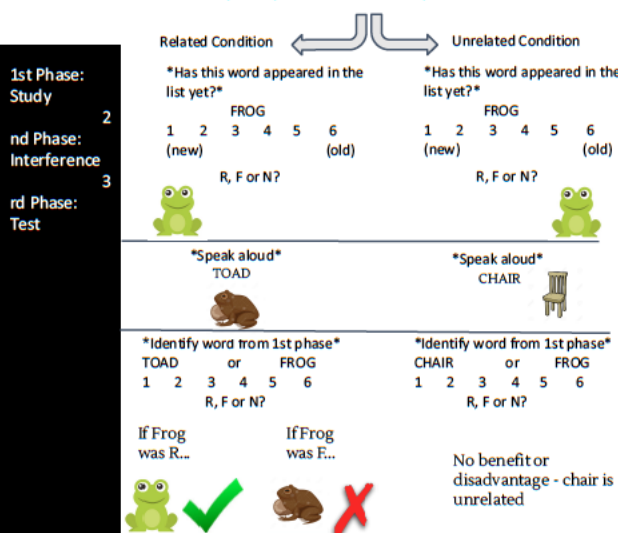 Related Condition
Unrelated Condition
1st Phase:
Study
2
nd Phase:
Interference
3
rd Phase:
Test
*Has this word appeared in the
list yet?*
FROG
1 2 3 4 5 6
(new) (old)
R, F or N?
*Has this word appeared in the
list yet?*
FROG
1 2 3 4 5 6
(new) (old)
R, F or N?
*Speak aloud*
TOAD
*Speak aloud*
CHAIR
*Identify word from 1st phase*
TOAD or FROG
1 2 3 4 5 6
R, F or N?
*Identify word from 1st phase*
CHAIR or FROG
1 2 3 4 5 6
R, F or N?
If Frog
was R...
If Frog
was F...
No benefit or
disadvantage - chair is
unrelated